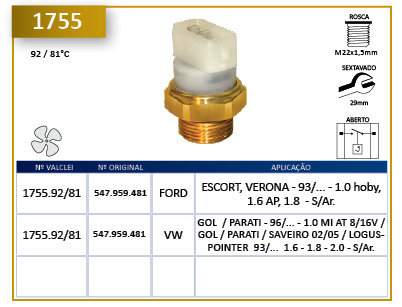 1755
92 / 81°C
ROSCA
M22x1,5mm
SEXTAVADO
29mm
ABERTO
Nº VALCLEI Nº ORIGINAL APLICAÇÃO
1755.92/81 547.959.481 FORD ESCORT, VERONA - 93/... - 1.0 hoby,
1.6 AP, 1.8 - S/Ar.
1755.92/81 547.959.481 VW GOL / PARATI - 96/... - 1.0 MI AT 8/16V /
GOL / PARATI / SAVEIRO 02/05 / LOGUS-
POINTER 93/... 1.6 - 1.8 - 2.0 - S/Ar.